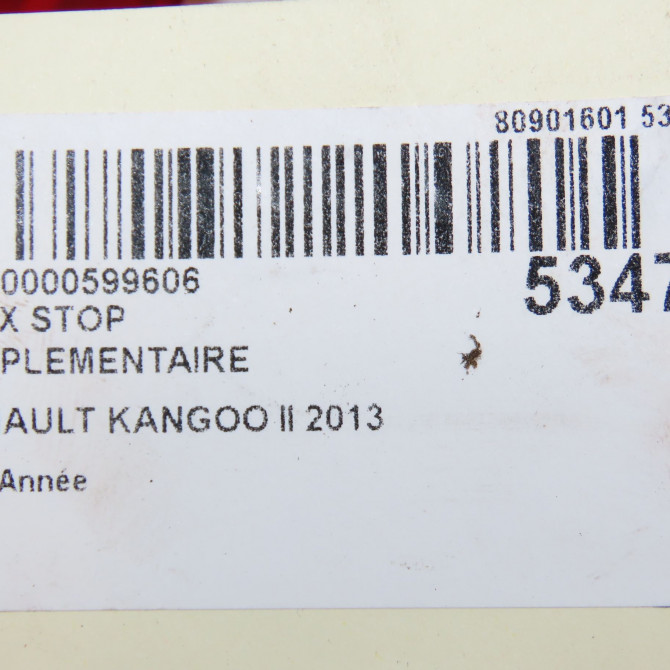 80901601 53
0000599606
5347
X STOP
PLEMENTAIRE
AULT KANGOO II 2013
Année